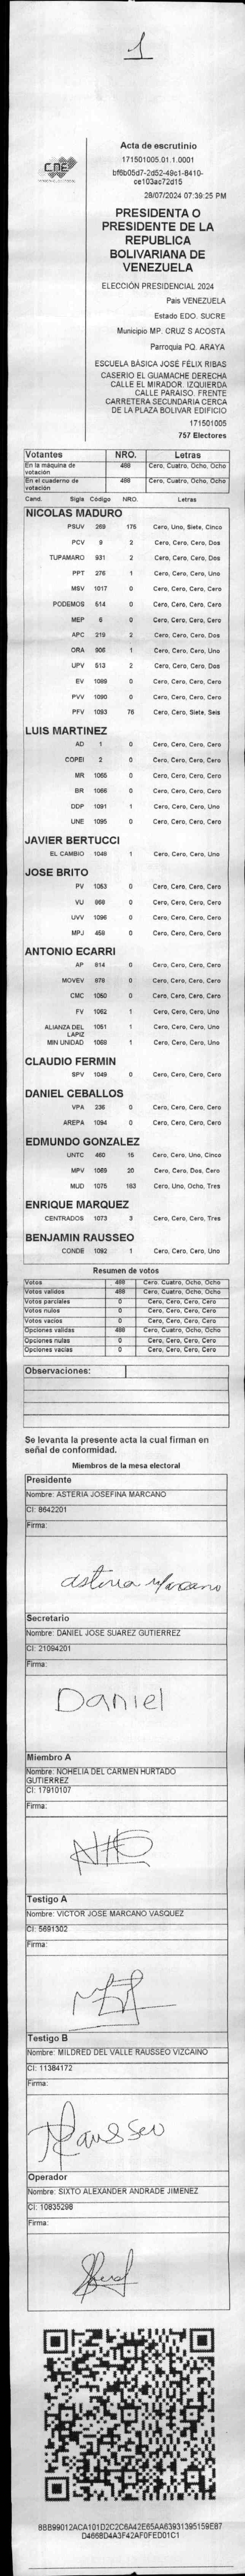 1
CNE
Acta de escrutinio
171501005.01.1.0001
bf6b05d7-2d52-49c1-8410-
ce103ac72d15
28/07/2024 07:39:25 PM
PRESIDENTA O
PRESIDENTE DE LA
REPUBLICA
BOLIVARIANA DE
VENEZUELA
ELECCIÓN PRESIDENCIAL 2024
Pais VENEZUELA
Estado EDO. SUCRE
Municipio MP. CRUZ S ACOSTA
Parroquia PQ. ARAYA
ESCUELA BÁSICA JOSÉ FÉLIX RIBAS
CASERIO EL GUAMACHE DERECHA
CALLE EL MIRADOR. IZQUIERDA
CALLE PARAISO. FRENTE
CARRETERA SECUNDARIA CERCA
DE LA PLAZA BOLIVAR EDIFICIO
171501005
757 Electores
Votantes NRO. Letras
En la máquina de votación 488 Cero, Cuatro, Ocho, Ocho
En el cuaderno de votación 488 Cero, Cuatro, Ocho, Ocho
Cand. Sigla Código NRO. Letras
NICOLAS MADURO
PSUV 269 175 Cero, Uno, Siete, Cinco
PCV 9 2 Cero, Cero, Cero, Dos
TUPAMARO 931 2 Cero, Cero, Cero, Dos
PPT 276 1 Cero, Cero, Cero, Uno
MSV 1017 0 Cero, Cero, Cero, Cero
PODEMOS 514 0 Cero, Cero, Cero, Cero
MEP 6 0 Cero, Cero, Cero, Cero
APC 219 2 Cero, Cero, Cero, Dos
ORA 906 1 Cero, Cero, Cero, Uno
UPV 513 2 Cero, Cero, Cero, Dos
EV 1089 0 Cero, Cero, Cero, Cero
PVV 1090 0 Cero, Cero, Cero, Cero
PFV 1093 76 Cero, Cero, Siete, Seis
LUIS MARTINEZ
AD 1 0 Cero, Cero, Cero, Cero
COPEI 2 0 Cero, Cero, Cero, Cero
MR 1065 0 Cero, Cero, Cero, Cero
BR 1066 0 Cero, Cero, Cero, Cero
DDP 1091 1 Cero, Cero, Cero, Uno
UNE 1095 0 Cero, Cero, Cero, Cero
JAVIER BERTUCCI
EL CAMBIO 1048 1 Cero, Cero, Cero, Uno
JOSE BRITO
PV 1053 0 Cero, Cero, Cero, Cero
VU 968 0 Cero, Cero, Cero, Cero
UVV 1096 0 Cero, Cero, Cero, Cero
MPJ 458 0 Cero, Cero, Cero, Cero
ANTONIO ECARRI
AP 814 0 Cero, Cero, Cero, Cero
MOVEV 876 0 Cero, Cero, Cero, Cero
CMC 1050 0 Cero, Cero, Cero, Cero
FV 1062 1 Cero, Cero, Cero, Uno
ALIANZA DEL LAPIZ 1051 1 Cero, Cero, Cero, Uno
MIN UNIDAD 1068 1 Cero, Cero, Cero, Uno
CLAUDIO FERMIN
SPV 1049 0 Cero, Cero, Cero, Cero
DANIEL CEBALLOS
VPA 236 0 Cero, Cero, Cero, Cero
AREPA 1094 0 Cero, Cero, Cero, Cero
EDMUNDO GONZALEZ
UNTC 460 15 Cero, Cero, Uno, Cinco
MPV 1069 20 Cero, Cero, Dos, Cero
MUD 1075 183 Cero, Uno, Ocho, Tres
ENRIQUE MARQUEZ
CENTRADOS 1073 3 Cero, Cero, Cero, Tres
BENJAMIN RAUSSEO
CONDE 1092 1 Cero, Cero, Cero, Uno
Resumen de votos
Votos 488 Cero, Cuatro, Ocho, Ocho
Votos validos 488 Cero, Cuatro, Ocho, Ocho
Votos parciales 0 Cero, Cero, Cero, Cero
Votos nulos 0 Cero, Cero, Cero, Cero
Votos vacios 0 Cero, Cero, Cero, Cero
Opciones validas 488 Cero, Cuatro, Ocho, Ocho
Opciones nulas 0 Cero, Cero, Cero, Cero
Opciones vacias 0 Cero, Cero, Cero, Cero
Observaciones:
Se levanta la presente acta la cual firman en
señal de conformidad.
Miembros de la mesa electoral
Presidente
Nombre: ASTERIA JOSEFINA MARCANO
CI: 8642201
Firma:
Asteria Marcano
Secretario
Nombre: DANIEL JOSE SUAREZ GUTIERREZ
CI: 21094201
Firma:
Daniel
Miembro A
Nombre: NOHELIA DEL CARMEN HURTADO
GUTIERREZ
CI: 17910107
Firma:
Testigo A
Nombre: VICTOR JOSE MARCANO VASQUEZ
CI: 5691302
Firma:
Testigo B
Nombre: MILDRED DEL VALLE RAUSSEO VIZCAINO
CI: 11384172
Firma:
Rausseo
Operador
Nombre: SIXTO ALEXANDER ANDRADE JIMENEZ
CI: 10835298
Firma:
8BB99012ACA101D2C2C6A42E65AA63931395159E87
D4668D4A3F42AF0FED01C1